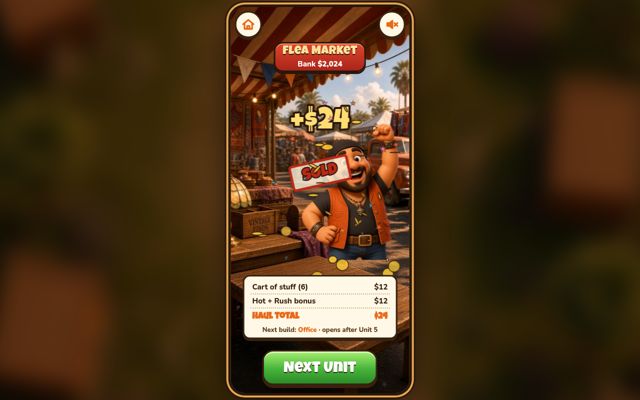 FLEA MARKET
Bank $2,024
+$24
SOLD
Cart of stuff (6) $12
Hot + Rush bonus $12
HAUL TOTAL $24
Next build: Office · opens after Unit 5
NEXT UNIT